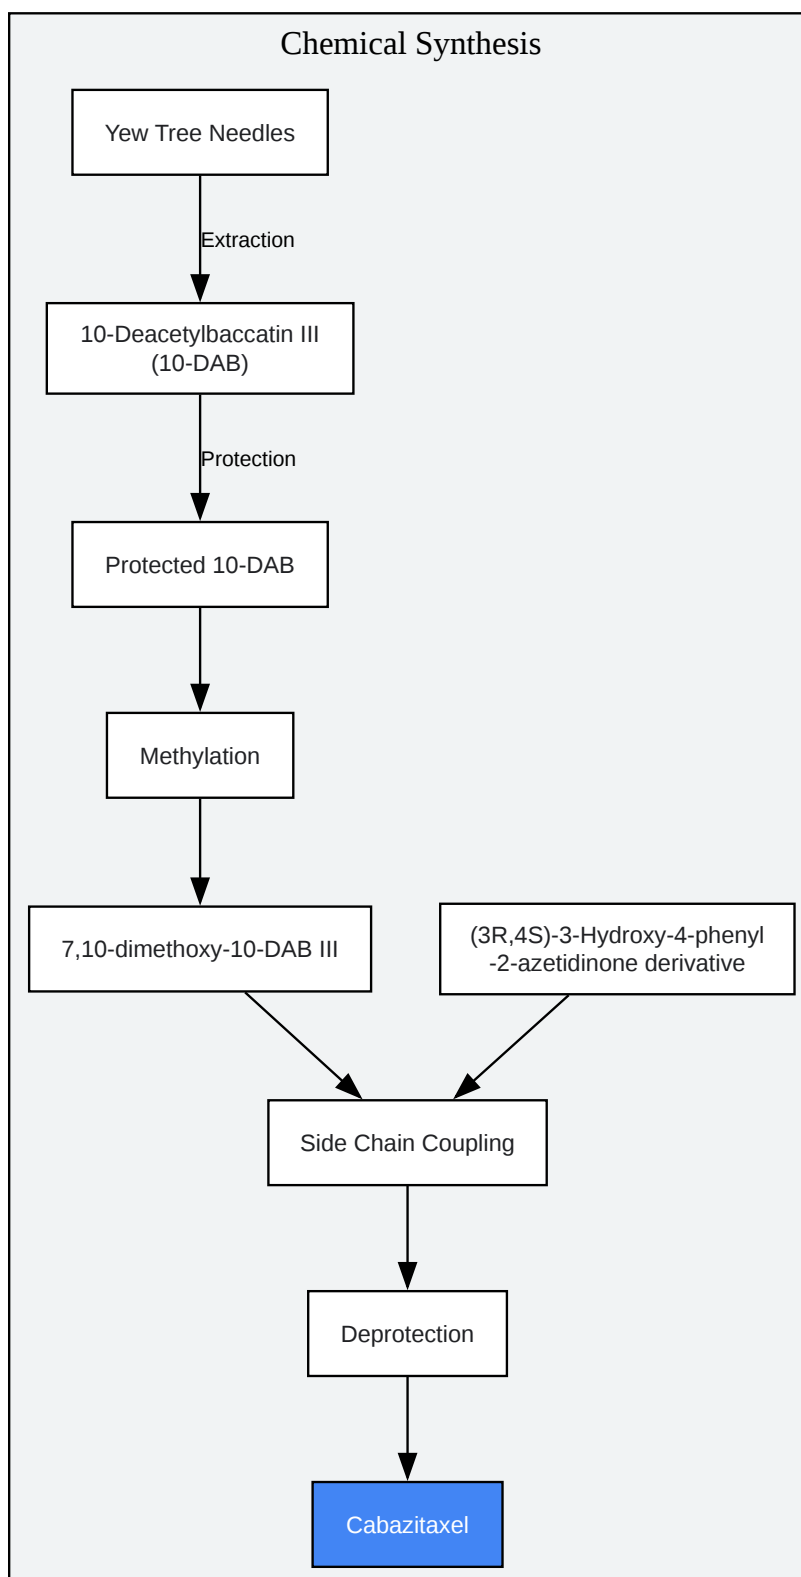 Chemical Synthesis
Yew Tree Needles
Extraction
10-Deacetylbaccatin III
(10-DAB)
Protection
Protected 10-DAB
Methylation
7,10-dimethoxy-10-DAB III
(3R,4S)-3-Hydroxy-4-phenyl
-2-azetidinone derivative
Side Chain Coupling
Deprotection
Cabazitaxel